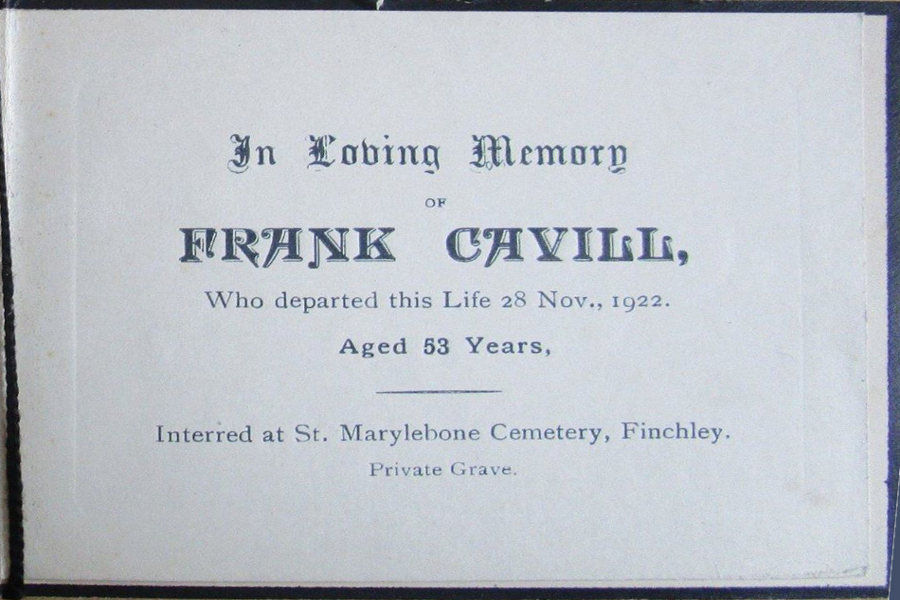 In Loving Memory
OF
FRANK CAVILL,
Who departed this Life 28 Nov., 1922.
Aged 53 Years,
Interred at St. Marylebone Cemetery, Finchley.
Private Grave.